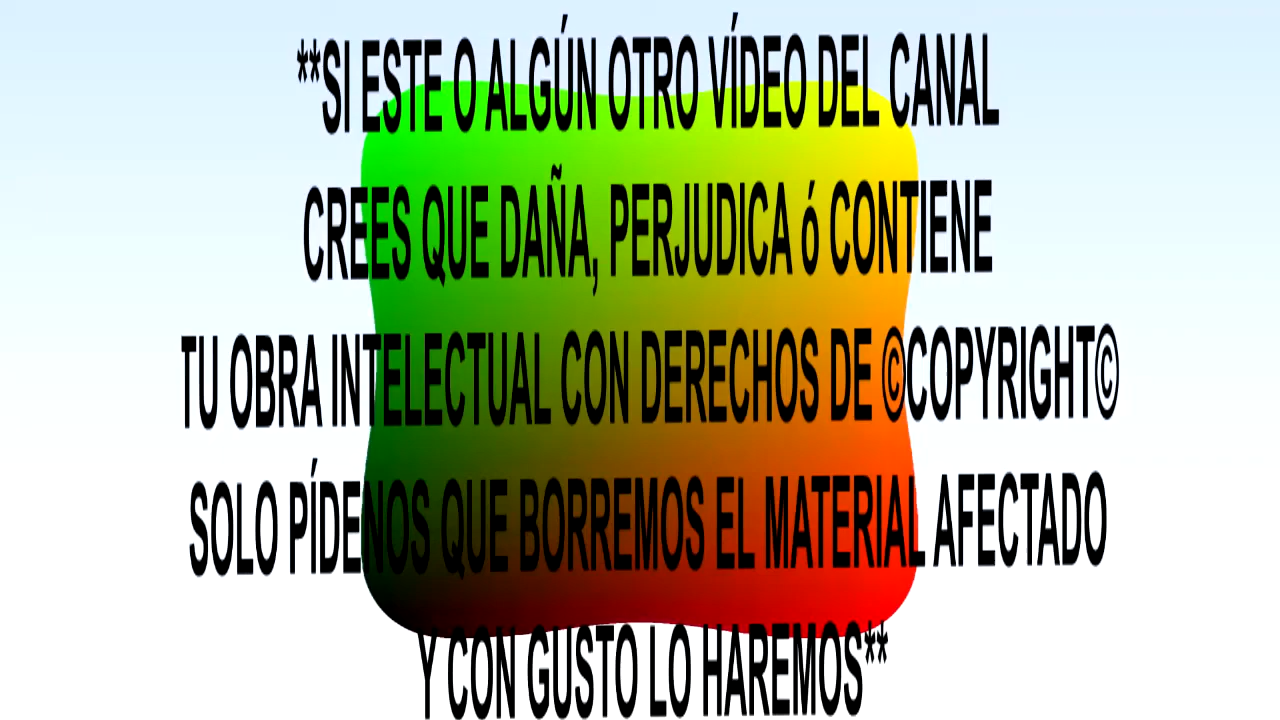 **SI ESTE O ALGÚN OTRO VÍDEO DEL CANAL
CREES QUE DAÑA, PERJUDICA ó CONTIENE
TU OBRA INTELECTUAL CON DERECHOS DE ©COPYRIGHT©
SOLO PÍDENOS QUE BORREMOS EL MATERIAL AFECTADO
Y CON GUSTO LO HAREMOS**